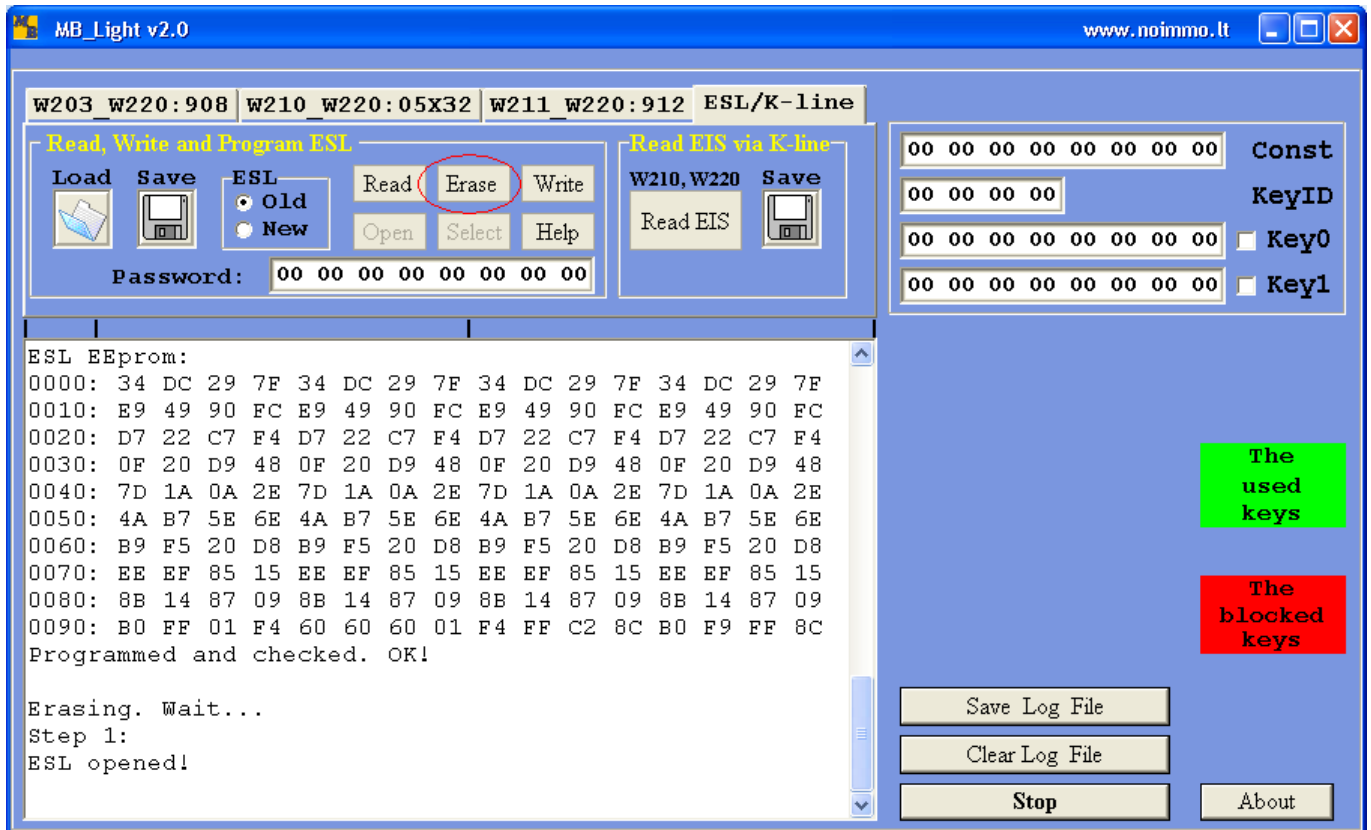 MB_Light v2.0 www.noimmo.lt
W203_W220:908 W210_W220:05X32 W211_W220:912 ESL/K-line
Read, Write and Program ESL
Load Save
ESL
Old
New
Read Erase Write
Open Select Help
Password: 00 00 00 00 00 00 00 00
Read EIS via K-line
W210, W220 Save
Read EIS
00 00 00 00 00 00 00 00 Const
00 00 00 00 KeyID
00 00 00 00 00 00 00 00 Key0
00 00 00 00 00 00 00 00 Key1
ESL EEprom:
0000: 34 DC 29 7F 34 DC 29 7F 34 DC 29 7F 34 DC 29 7F
0010: E9 49 90 FC E9 49 90 FC E9 49 90 FC E9 49 90 FC
0020: D7 22 C7 F4 D7 22 C7 F4 D7 22 C7 F4 D7 22 C7 F4
0030: 0F 20 D9 48 0F 20 D9 48 0F 20 D9 48 0F 20 D9 48
0040: 7D 1A 0A 2E 7D 1A 0A 2E 7D 1A 0A 2E 7D 1A 0A 2E
0050: 4A B7 5E 6E 4A B7 5E 6E 4A B7 5E 6E 4A B7 5E 6E
0060: B9 F5 20 D8 B9 F5 20 D8 B9 F5 20 D8 B9 F5 20 D8
0070: EE EF 85 15 EE EF 85 15 EE EF 85 15 EE EF 85 15
0080: 8B 14 87 09 8B 14 87 09 8B 14 87 09 8B 14 87 09
0090: B0 FF 01 F4 60 60 60 01 F4 FF C2 8C B0 F9 FF 8C
Programmed and checked. OK!
Erasing. Wait...
Step 1:
ESL opened!
The
used
keys
The
blocked
keys
Save Log File
Clear Log File
Stop
About